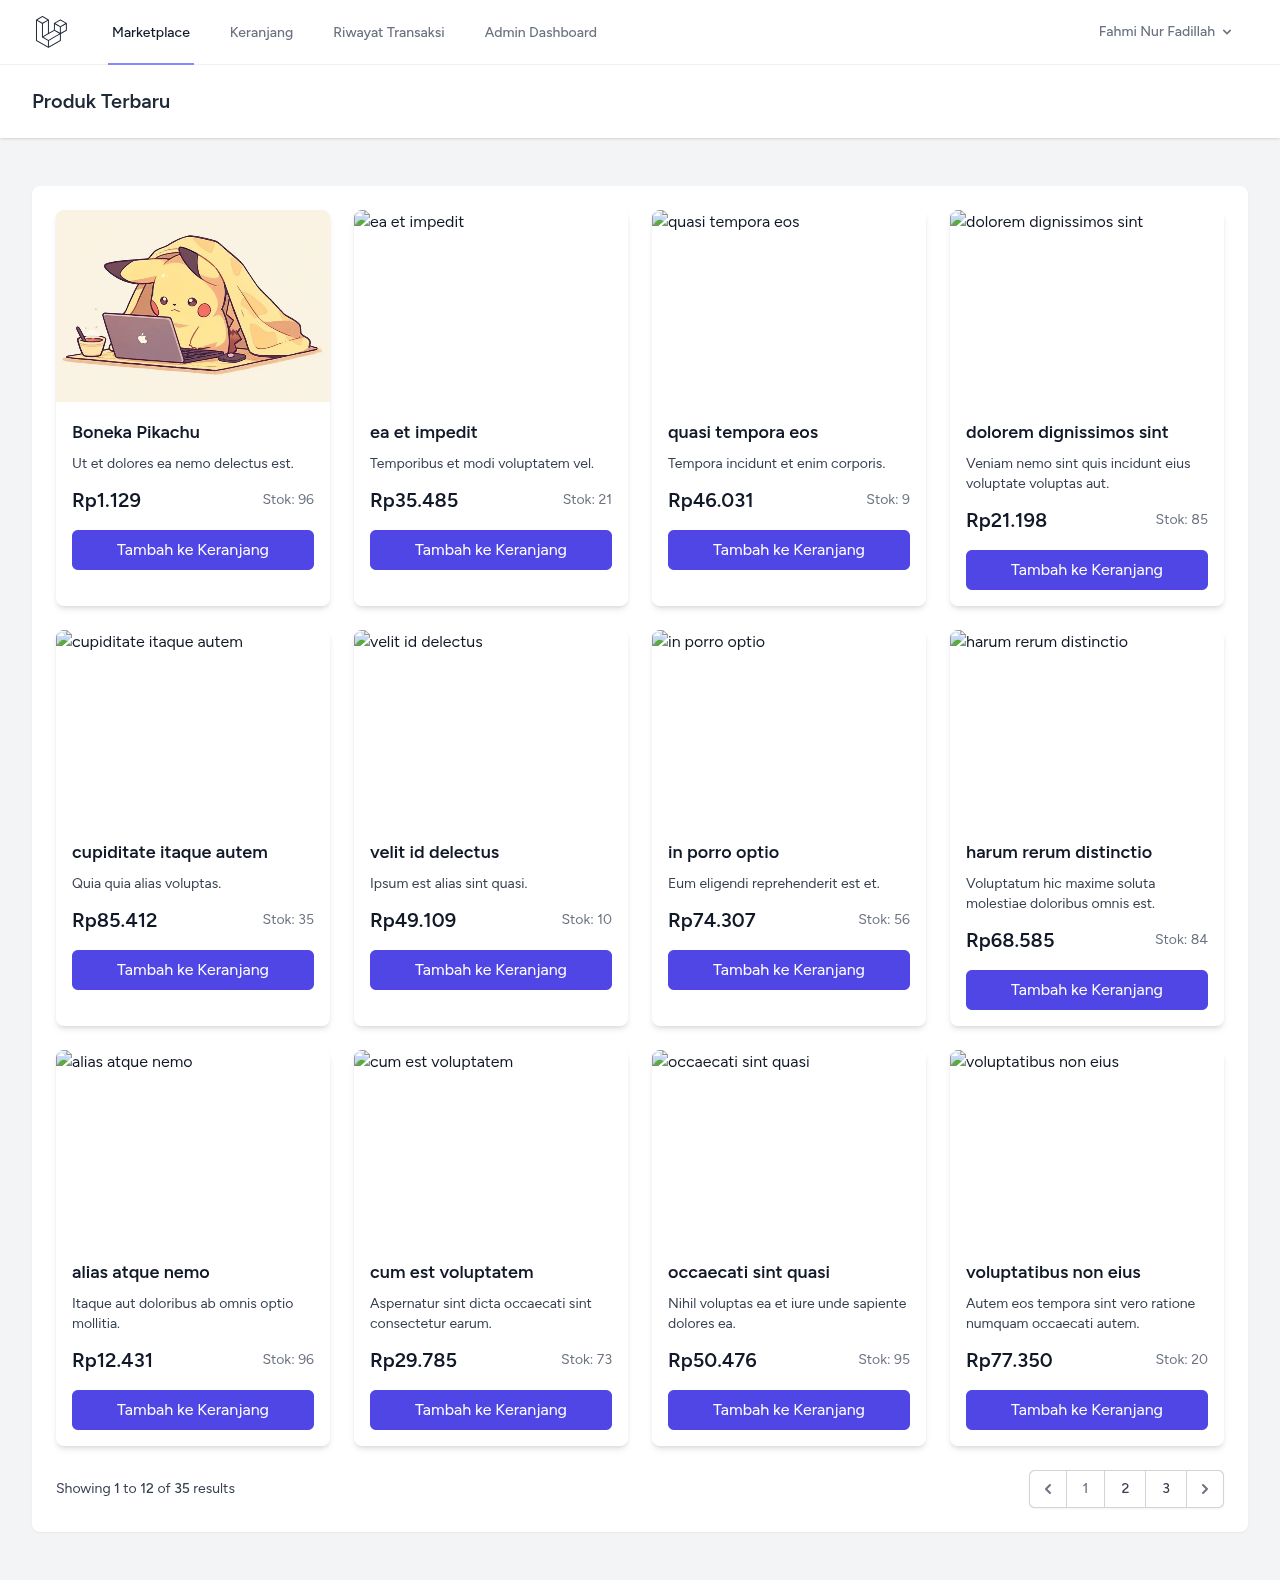 Marketplace Keranjang Riwayat Transaksi Admin Dashboard Fahmi Nur Fadillah
Produk Terbaru
ea et impedit
quasi tempora eos
dolorem dignissimos sint
Boneka Pikachu
Ut et dolores ea nemo delectus est.
Rp1.129 Stok: 96
Tambah ke Keranjang
ea et impedit
Temporibus et modi voluptatem vel.
Rp35.485 Stok: 21
Tambah ke Keranjang
quasi tempora eos
Tempora incidunt et enim corporis.
Rp46.031 Stok: 9
Tambah ke Keranjang
dolorem dignissimos sint
Veniam nemo sint quis incidunt eius
voluptate voluptas aut.
Rp21.198 Stok: 85
Tambah ke Keranjang
cupiditate itaque autem
velit id delectus
in porro optio
harum rerum distinctio
cupiditate itaque autem
Quia quia alias voluptas.
Rp85.412 Stok: 35
Tambah ke Keranjang
velit id delectus
Ipsum est alias sint quasi.
Rp49.109 Stok: 10
Tambah ke Keranjang
in porro optio
Eum eligendi reprehenderit est et.
Rp74.307 Stok: 56
Tambah ke Keranjang
harum rerum distinctio
Voluptatum hic maxime soluta
molestiae doloribus omnis est.
Rp68.585 Stok: 84
Tambah ke Keranjang
alias atque nemo
cum est voluptatem
occaecati sint quasi
voluptatibus non eius
alias atque nemo
Itaque aut doloribus ab omnis optio
mollitia.
Rp12.431 Stok: 96
Tambah ke Keranjang
cum est voluptatem
Aspernatur sint dicta occaecati sint
consectetur earum.
Rp29.785 Stok: 73
Tambah ke Keranjang
occaecati sint quasi
Nihil voluptas ea et iure unde sapiente
dolores ea.
Rp50.476 Stok: 95
Tambah ke Keranjang
voluptatibus non eius
Autem eos tempora sint vero ratione
numquam occaecati autem.
Rp77.350 Stok: 20
Tambah ke Keranjang
Showing 1 to 12 of 35 results
1 2 3